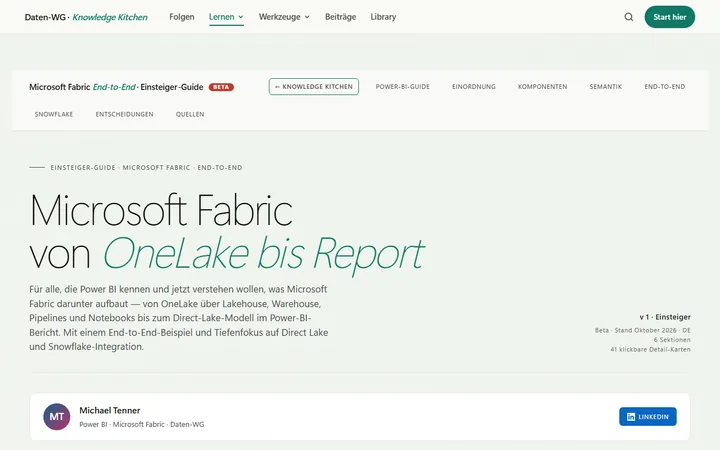 Daten-WG · Knowledge Kitchen
Folgen
Lernen
Werkzeuge
Beiträge
Library
Start hier
Microsoft Fabric End-to-End · Einsteiger-Guide
BETA
← KNOWLEDGE KITCHEN
POWER-BI-GUIDE
EINORDNUNG
KOMPONENTEN
SEMANTIK
END-TO-END
SNOWFLAKE
ENTSCHEIDUNGEN
QUELLEN
EINSTEIGER-GUIDE · MICROSOFT FABRIC · END-TO-END
Microsoft Fabric
von OneLake bis Report
Für alle, die Power BI kennen und jetzt verstehen wollen, was Microsoft
Fabric darunter aufbaut — von OneLake über Lakehouse, Warehouse,
Pipelines und Notebooks bis zum Direct-Lake-Modell im Power-BI-
Bericht. Mit einem End-to-End-Beispiel und Tiefenfokus auf Direct Lake
und Snowflake-Integration.
v 1 · Einsteiger
Beta · Stand Oktober 2026 · DE
6 Sektionen
41 klickbare Detail-Karten
MT
Michael Tenner
Power BI · Microsoft Fabric · Daten-WG
LINKEDIN